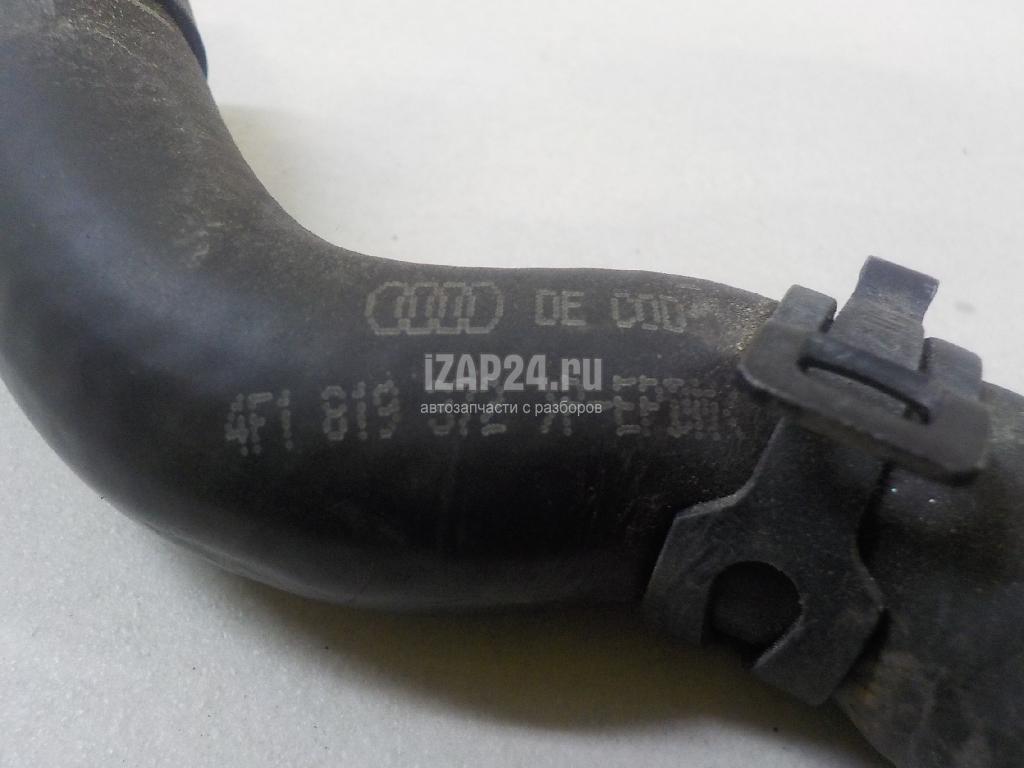 DE COD
iZAP24.ru
4F1 819
автозапчасти с разборов